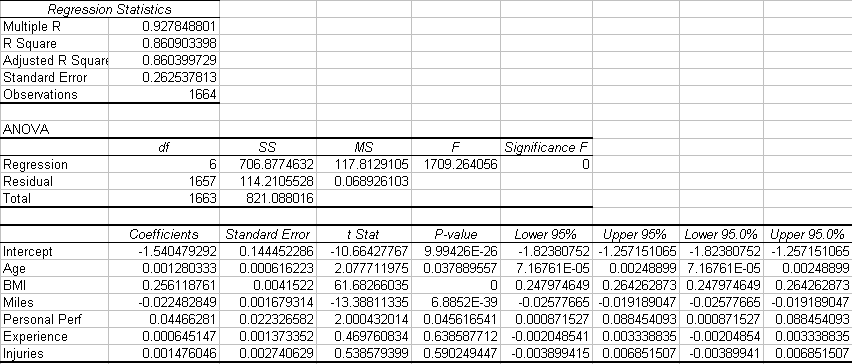 Regression Statistics
Multiple R 0.927848801
R Square 0.860903398
Adjusted R Square 0.860399729
Standard Error 0.262537813
Observations 1664
ANOVA
df SS MS F Significance F
Regression 6 706.8774632 117.8129105 1709.264056 0
Residual 1657 114.2105528 0.068926103
Total 1663 821.088016
Coefficients Standard Error t Stat P-value Lower 95% Upper 95% Lower 95.0% Upper 95.0%
Intercept -1.540479292 0.144452286 -10.66427767 9.99426E-26 -1.82380752 -1.257151065 -1.82380752 -1.257151065
Age 0.001280333 0.000616223 2.077711975 0.037889557 7.16761E-05 0.00248899 7.16761E-05 0.00248899
BMI 0.256118761 0.0041522 61.68266035 0 0.247974649 0.264262873 0.247974649 0.264262873
Miles -0.022482849 0.001679314 -13.38811335 6.8852E-39 -0.02577665 -0.019189047 -0.02577665 -0.019189047
Personal Perf 0.04466281 0.022326582 2.000432014 0.045616541 0.000871527 0.088454093 0.000871527 0.088454093
Experience 0.000645147 0.001373352 0.469760834 0.638587712 -0.002048541 0.003338835 -0.00204854 0.003338835
Injuries 0.001476046 0.002740629 0.538579399 0.590249447 -0.003899415 0.006851507 -0.00389941 0.006851507